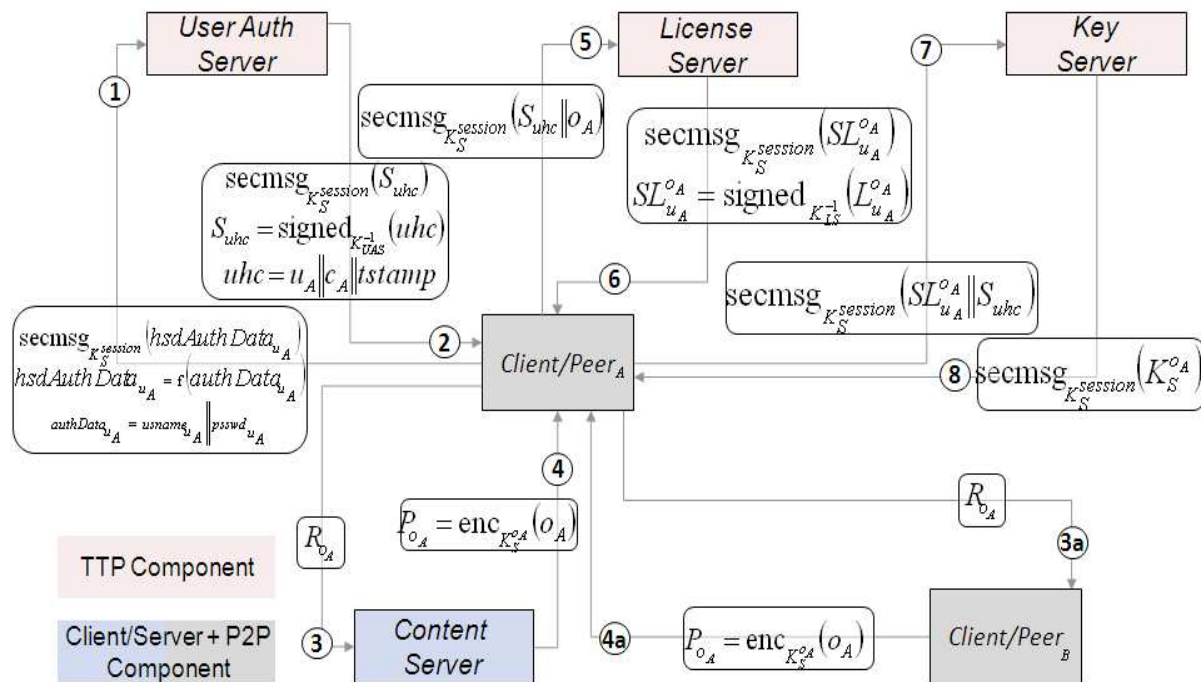 User Auth
Server
5
License
Server
7
Key
Server
1
secmsg_{K_S^{session}}(S_{uhc}||o_A)
secmsg_{K_S^{session}}(SL_{u_A}^{o_A})
SL_{u_A}^{o_A} = signed_{K_{LS}^{-1}}(L_{u_A}^{o_A})
secmsg_{K_S^{session}}(S_{uhc})
S_{uhc} = signed_{K_{UAS}^{-1}}(uhc)
uhc = u_A||c_A||tstamp
6
secmsg_{K_S^{session}}(SL_{u_A}^{o_A}||S_{uhc})
secmsg_{K_S^{session}}(hsdAuthData_{u_A})
hsdAuthData_{u_A} = f(authData_{u_A})
authData_{u_A} = usname_{u_A}||psswd_{u_A}
2
Client/Peer_A
8
secmsg_{K_S^{session}}(K_S^{o_A})
4
R_{o_A}
P_{o_A} = enc_{K_S^{o_A}}(o_A)
R_{o_A}
3a
TTP Component
Client/Server + P2P
Component
3
Content
Server
4a
P_{o_A} = enc_{K_S^{o_A}}(o_A)
Client/Peer_B